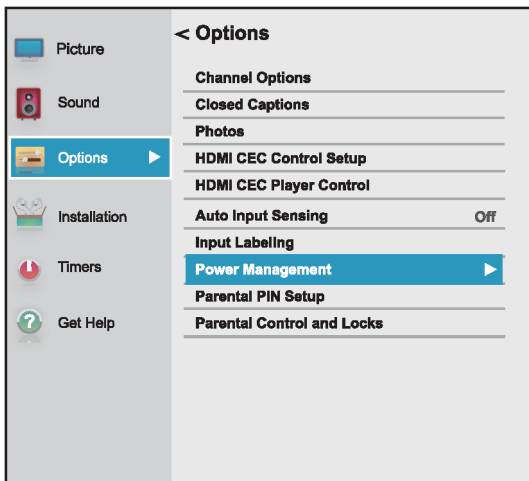 Picture
Sound
Options
Installation
Timers
Get Help
< Options
Channel Options
Closed Captions
Photos
HDMI CEC Control Setup
HDMI CEC Player Control
Auto Input Sensing Off
Input Labeling
Power Management
Parental PIN Setup
Parental Control and Locks